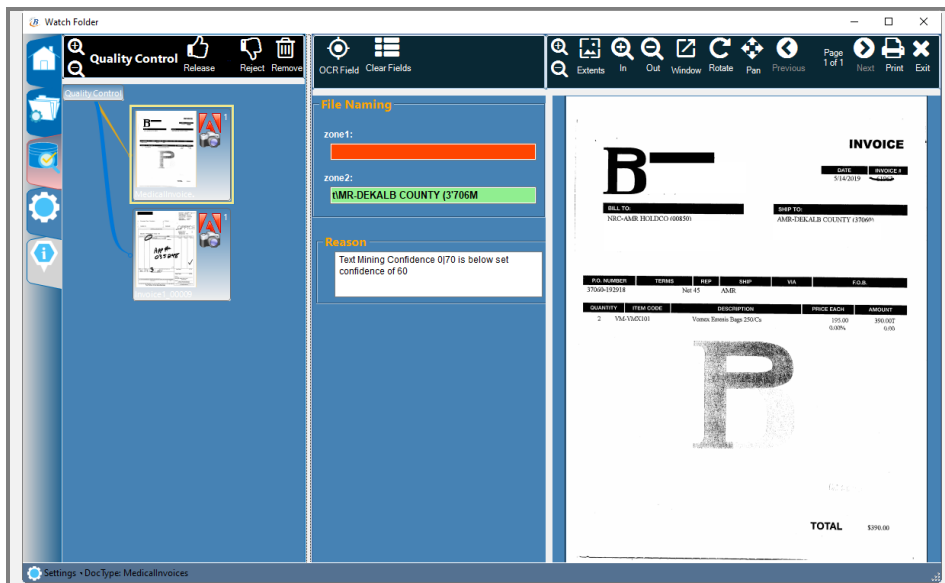 Watch Folder
Quality Control
Release
Reject
Remove
OCR Field
Clear Fields
Extents
In
Out
Window
Rotate
Pan
Previous
Page
1 of 1
Next
Print
Exit
Quality Control
MedicalInvoice-
1
1
File Naming
zone1:
zone2:
r\MR-DEKALB COUNTY (3'706M
Reason
Text Mining Confidence 0|70 is below set
confidence of 60
B
INVOICE
DATE
INVOICE #
5/14/2019
BILL TO:
SHIP TO:
NRC-AMR HOLDCO (00850)
AMR-DEKALB COUNTY
P.O. NUMBER
TERMS
REP
SHIP
VIA
F.O.B.
37060-192918
Net 45
AMR
QUANTITY
ITEM CODE
DESCRIPTION
PRICE EACH
AMOUNT
2
VM-VMX101
Vomex Emesis Bags 250/Cs
195.00
390.00T
0.00%
0.00
P
TOTAL
$390.00
Settings • DocType: MedicalInvoices